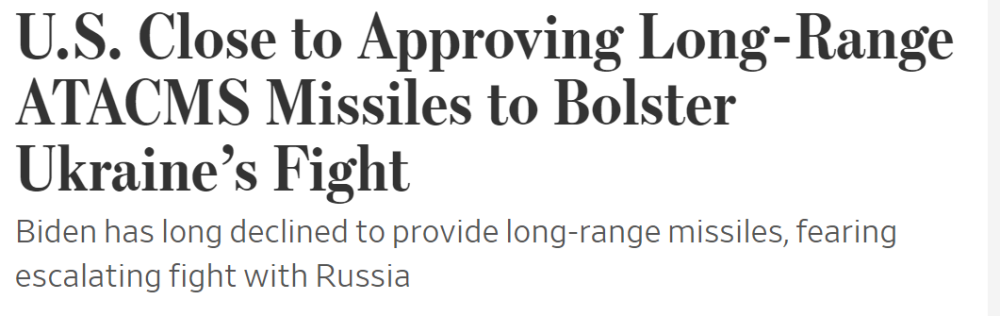 U.S. Close to Approving Long-Range
ATACMS Missiles to Bolster
Ukraine’s Fight
Biden has long declined to provide long-range missiles, fearing
escalating fight with Russia